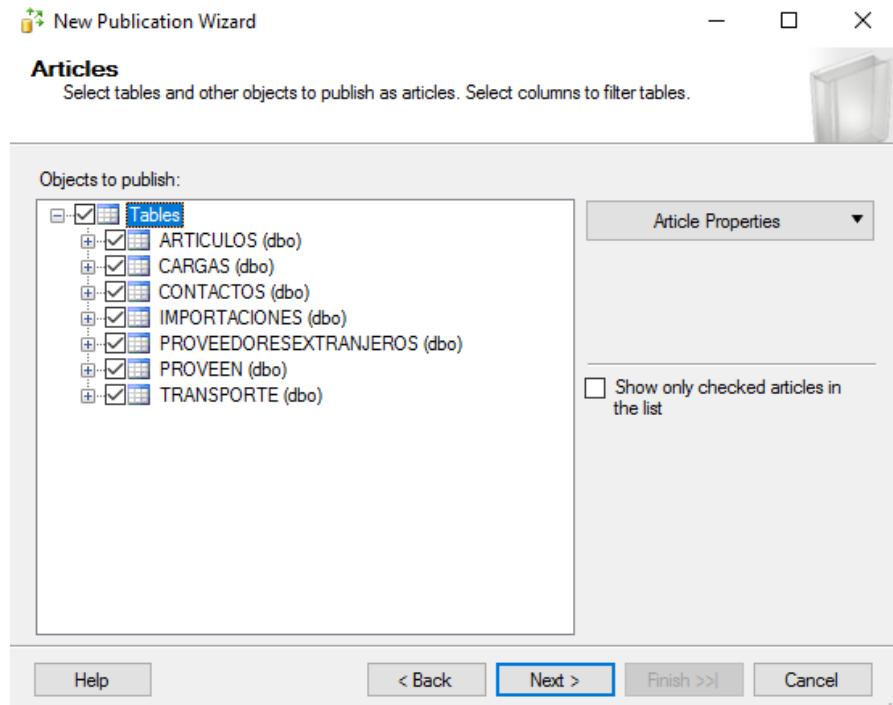 New Publication Wizard
Articles
Select tables and other objects to publish as articles. Select columns to filter tables.
Objects to publish:
Tables
ARTICULOS (dbo)
CARGAS (dbo)
CONTACTOS (dbo)
IMPORTACIONES (dbo)
PROVEEDORESEXTRANJEROS (dbo)
PROVEEN (dbo)
TRANSPORTE (dbo)
Article Properties
Show only checked articles in
the list
Help
< Back
Next >
Finish >>|
Cancel